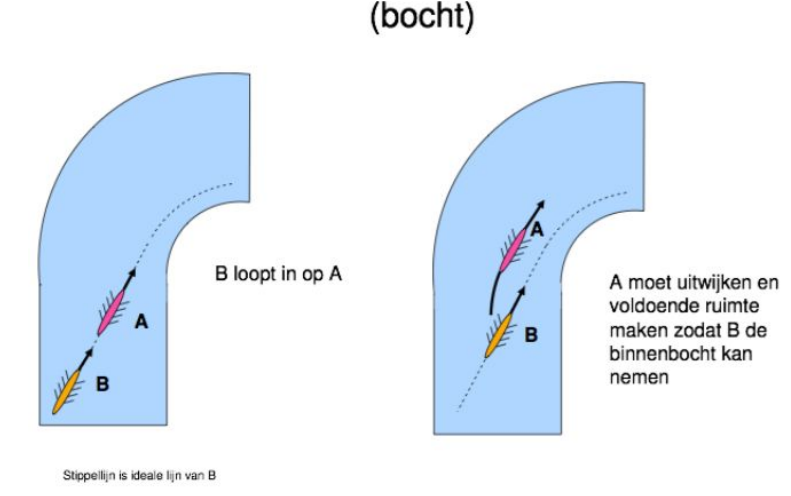 (bocht)
A
B
B loopt in op A
Stippellijn is ideale lijn van B
A
B
A moet uitwijken en
voldoende ruimte
maken zodat B de
binnenbocht kan
nemen